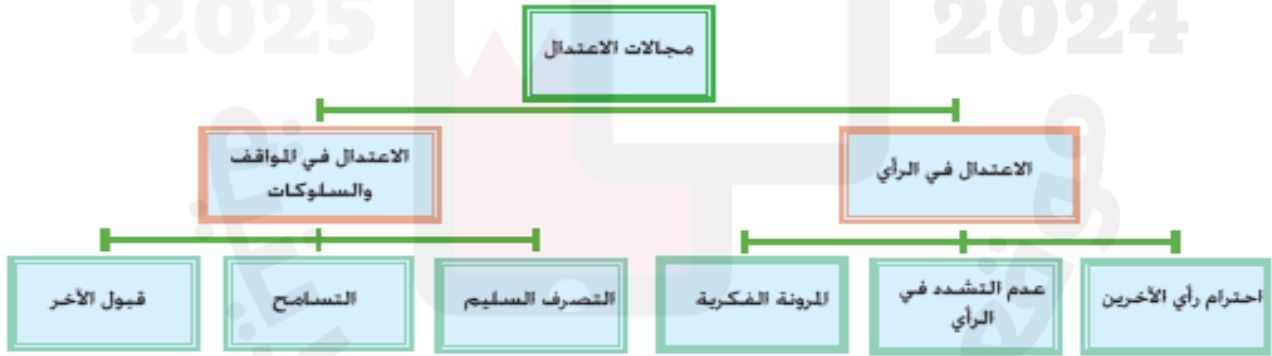 2025
2024
مجالات الاعتدال
الاعتدال في الرأي
الاعتدال في المواقف
والسلوكات
احترام رأي الآخرين
عدم التشدد في
الرأي
المرونة الفكرية
التصرف السليم
التسامح
قبول الآخر